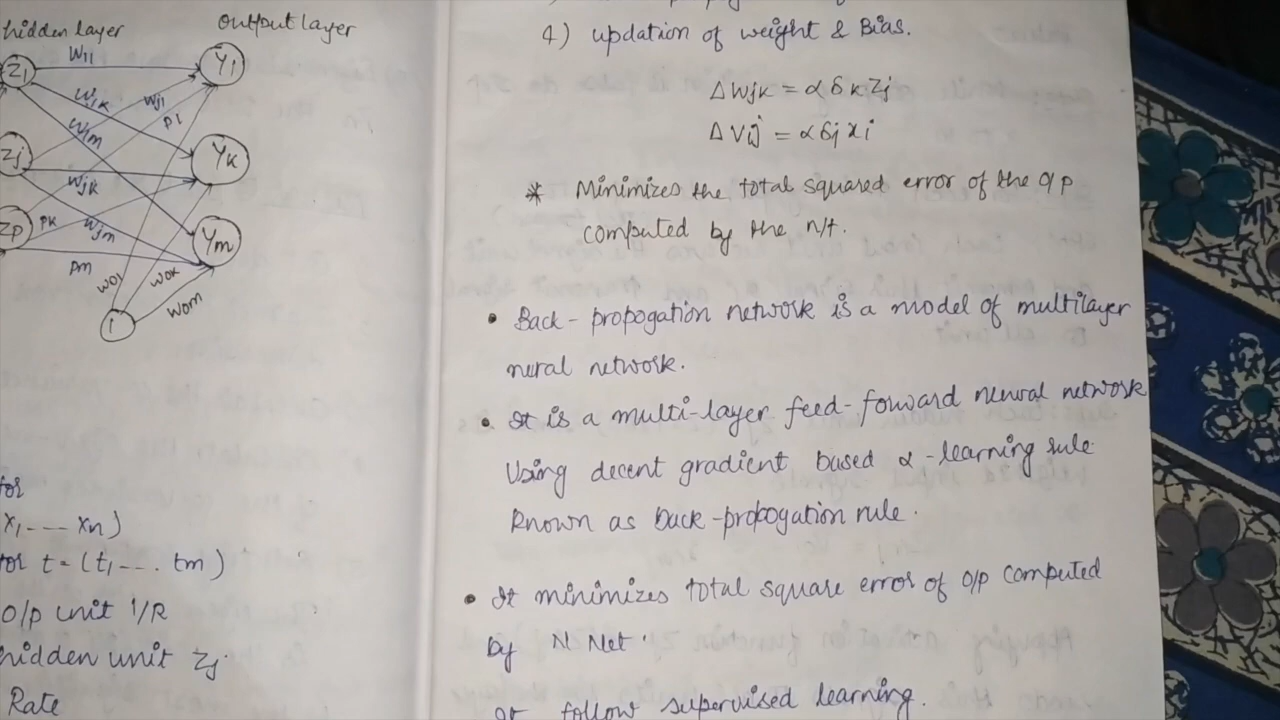 hidden layer
output layer
Z1
W11
Y1
W1k
Wj1
P1
W1m
Zj
Yk
Wjk
Zp
Pk
Wjm
Ym
Pm
W01
W0k
W0m
1
for
x1 ---- xn)
for t = (t1 --- . tm)
O/p unit Y/R
hidden unit Zj
Rate
4) updation of weight & Bias.
ΔWjk = α δk Zj
ΔVij = α δj xi
* Minimizes the total squared error of the o/p
computed by the n/t.
• Back-propogation network is a model of multilayer
nural network.
• It is a multi-layer feed-forward neural network
Using decent gradient based α-learning rule
Known as back-propogation rule.
• It minimizes total square error of o/p computed
by N Net.
It follow supervised learning.